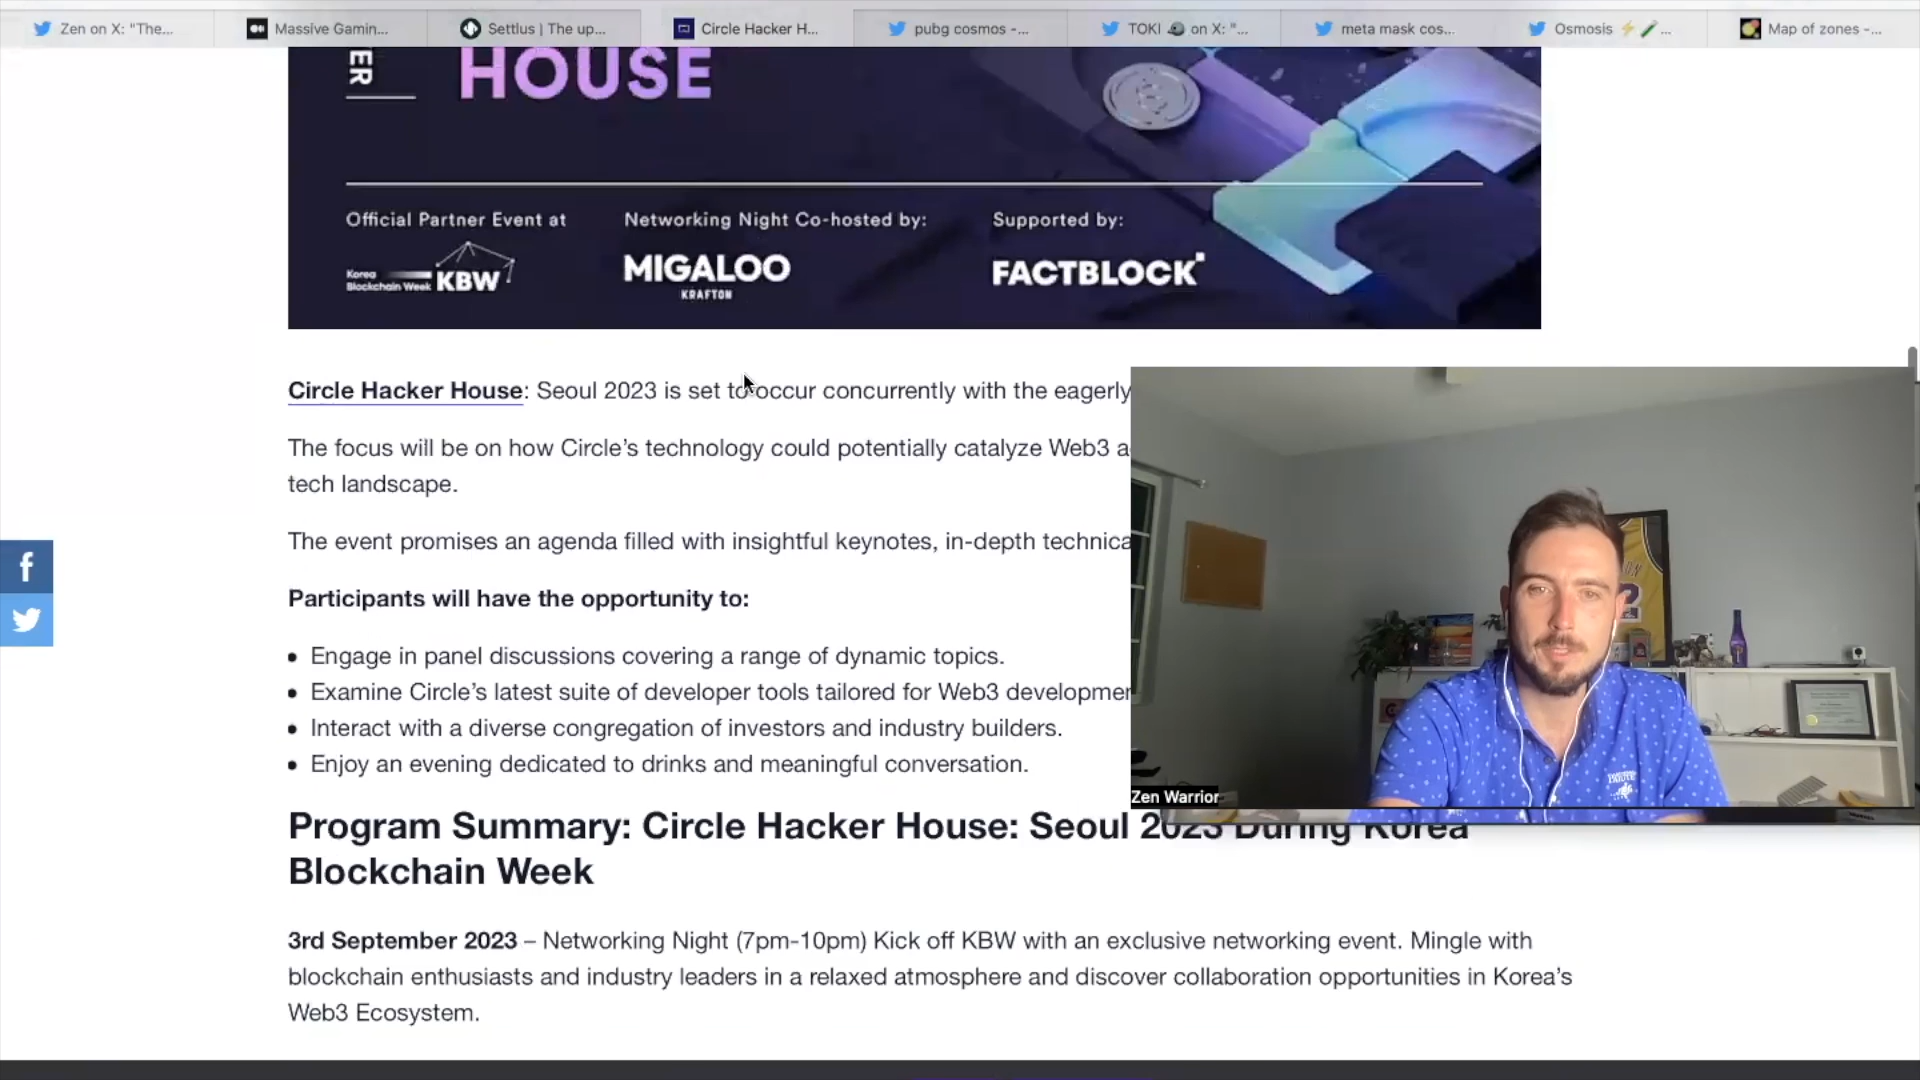 Zen on X: "The...
Massive Gamin...
Settlus | The up...
Circle Hacker H...
pubg cosmos -...
TOKI on X: "...
meta mask cos...
Osmosis ⚡🧪...
Map of zones -...
ER
HOUSE
Official Partner Event at
Korea
Blockchain Week KBW
Networking Night Co-hosted by:
MIGALOO
KRAFTON
Supported by:
FACTBLOCK
Circle Hacker House: Seoul 2023 is set to occur concurrently with the eagerly
The focus will be on how Circle's technology could potentially catalyze Web3 a
tech landscape.
The event promises an agenda filled with insightful keynotes, in-depth technica
Participants will have the opportunity to:
• Engage in panel discussions covering a range of dynamic topics.
• Examine Circle's latest suite of developer tools tailored for Web3 developmen
• Interact with a diverse congregation of investors and industry builders.
• Enjoy an evening dedicated to drinks and meaningful conversation.
Zen Warrior
Program Summary: Circle Hacker House: Seoul 2023 During Korea
Blockchain Week
3rd September 2023 – Networking Night (7pm-10pm) Kick off KBW with an exclusive networking event. Mingle with
blockchain enthusiasts and industry leaders in a relaxed atmosphere and discover collaboration opportunities in Korea's
Web3 Ecosystem.